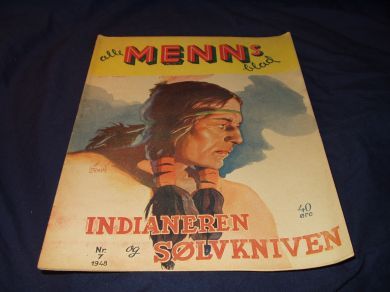 alle MENNs
blad
40
øre
INDIANEREN
Nr.
7
1948
og SØLVKNIVEN